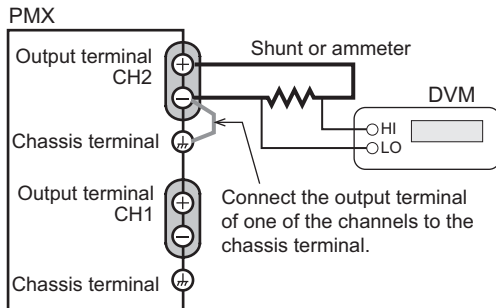 PMX
Output terminal
CH2
Shunt or ammeter
DVM
HI
LO
Chassis terminal
Output terminal
CH1
Connect the output terminal
of one of the channels to the
chassis terminal.
Chassis terminal